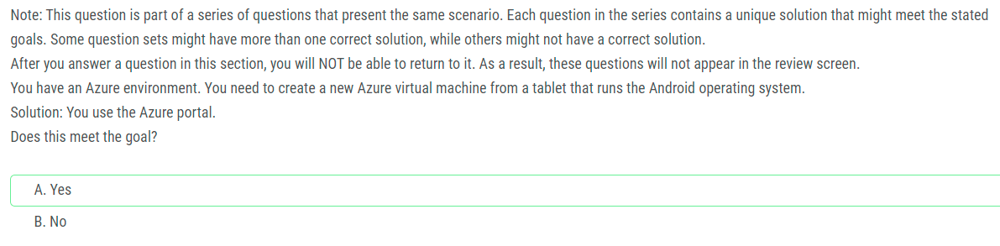 Note: This question is part of a series of questions that present the same scenario. Each question in the series contains a unique solution that might meet the stated
goals. Some question sets might have more than one correct solution, while others might not have a correct solution.
After you answer a question in this section, you will NOT be able to return to it. As a result, these questions will not appear in the review screen.
You have an Azure environment. You need to create a new Azure virtual machine from a tablet that runs the Android operating system.
Solution: You use the Azure portal.
Does this meet the goal?
A. Yes
B. No